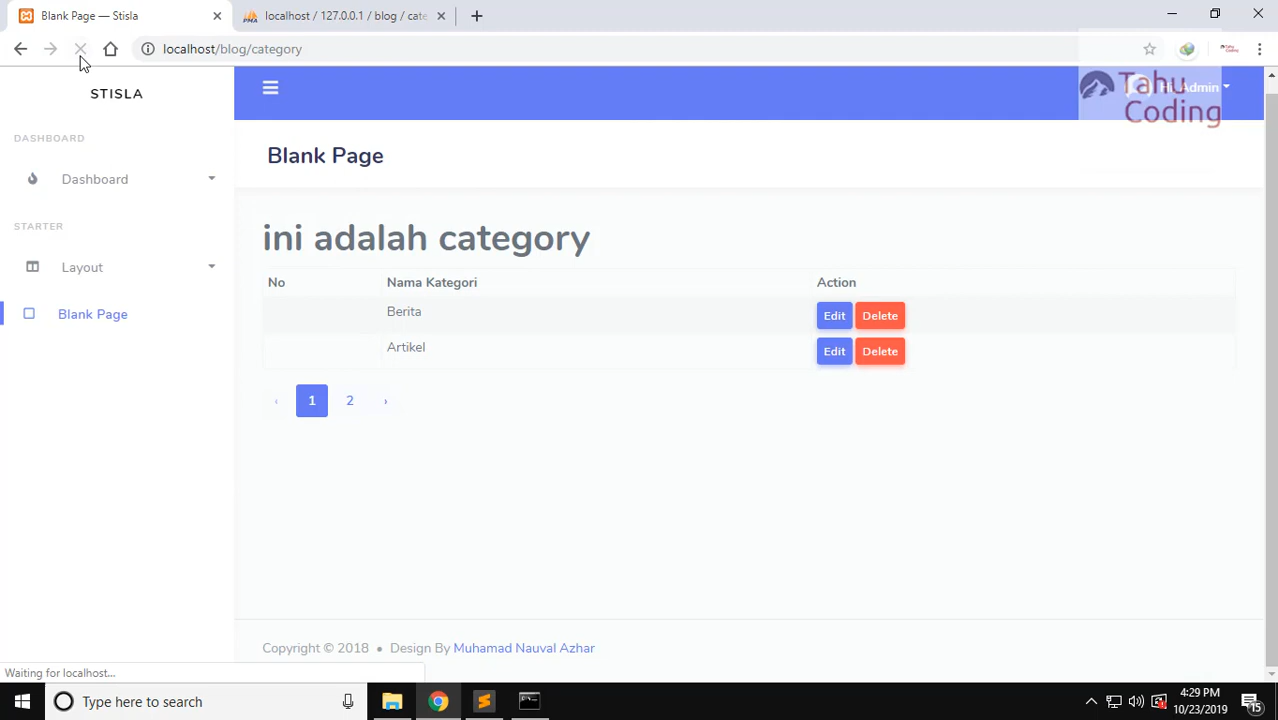 Blank Page — Stisla
localhost / 127.0.0.1 / blog / cate
localhost/blog/category
STISLA
Hi, Admin
Tahu
Coding
DASHBOARD
Blank Page
Dashboard
STARTER
ini adalah category
Layout
No Nama Kategori Action
Berita Edit Delete
Blank Page
Artikel Edit Delete
‹ 1 2 ›
Copyright © 2018 • Design By Muhamad Nauval Azhar
Waiting for localhost...
Type here to search
4:29 PM
10/23/2019
15